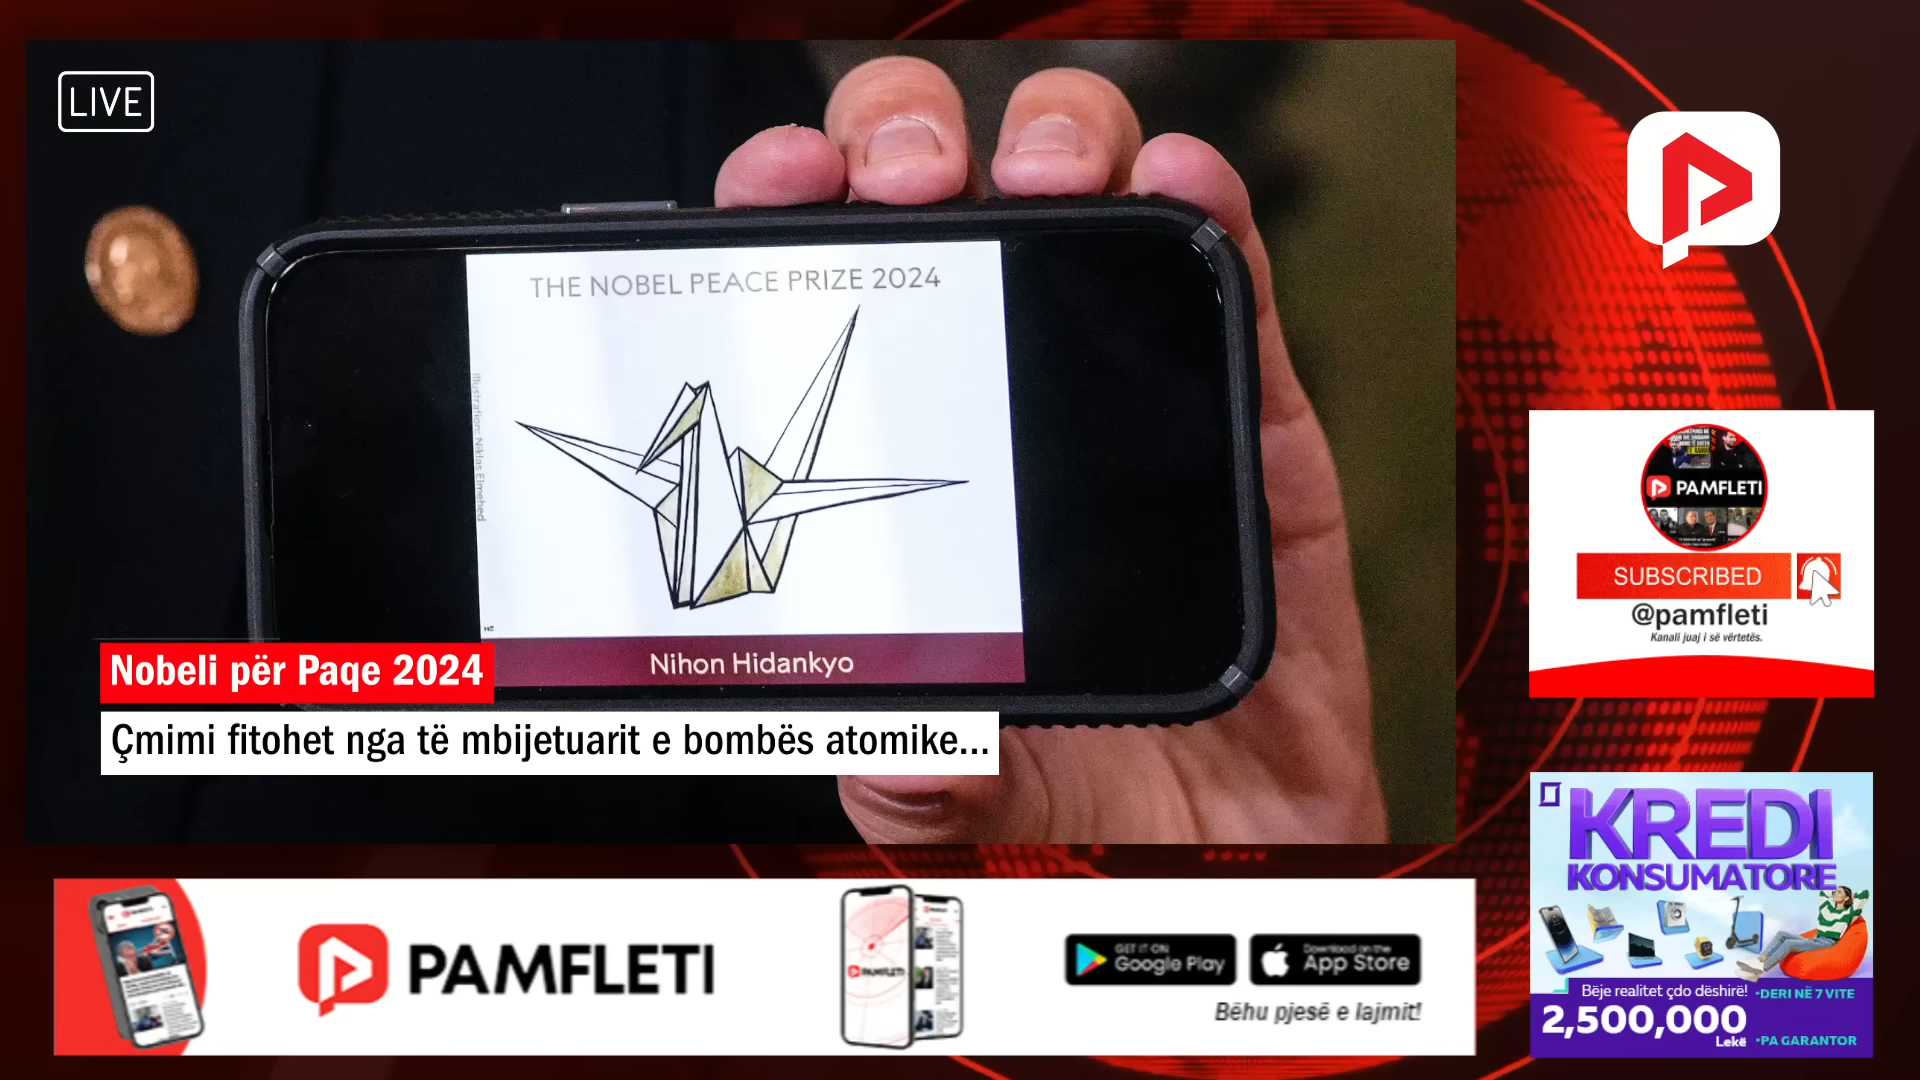 LIVE
THE NOBEL PEACE PRIZE 2024
Illustration: Niklas Elmehed
Nihon Hidankyo
Nobeli për Paqe 2024
Çmimi fitohet nga të mbijetuarit e bombës atomike...
PAMFLETI
SUBSCRIBED
@pamfleti
Kanali juaj i së vërtetës.
KREDI
KONSUMATORE
Bëje realitet çdo dëshirë!
2,500,000
Lekë
•DERI NË 7 VITE
•PA GARANTOR
PAMFLETI
PAMFLETI
GET IT ON
Google Play
Download on the
App Store
Bëhu pjesë e lajmit!